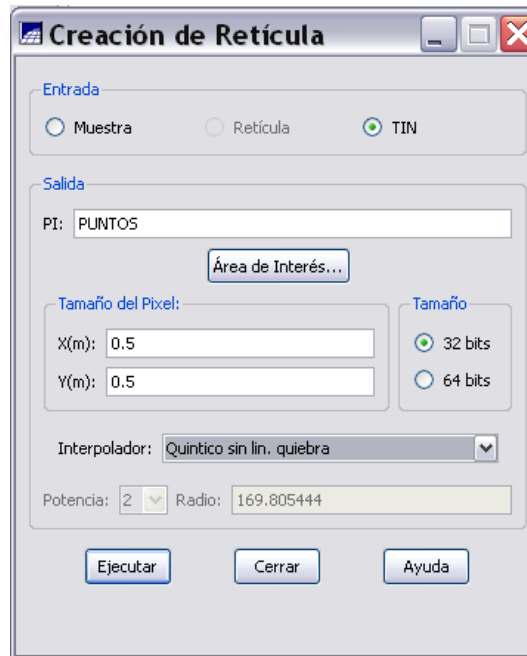 Creación de Retícula
Entrada
Muestra Retícula TIN
Salida
PI: PUNTOS
Área de Interés...
Tamaño del Pixel: Tamaño
X(m): 0.5 32 bits
Y(m): 0.5 64 bits
Interpolador: Quintico sin lin. quiebra
Potencia: 2 Radio: 169.805444
Ejecutar Cerrar Ayuda